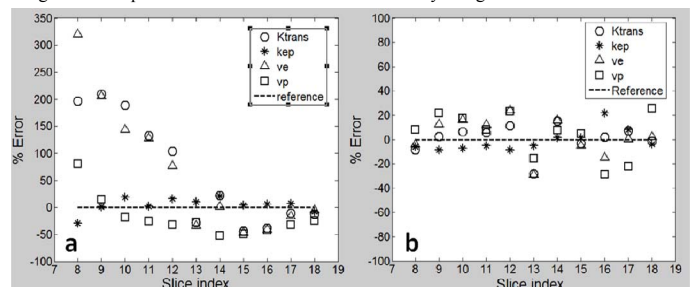 350
300
250
200
150
100
50
0
-50
-100
% Error
7 8 9 10 11 12 13 14 15 16 17 18 19
Slice index
Ktrans
kep
ve
vp
reference
a
100
80
60
40
20
0
-20
-40
-60
-80
-100
% Error
7 8 9 10 11 12 13 14 15 16 17 18 19
Slice index
Ktrans
kep
ve
vp
Reference
b